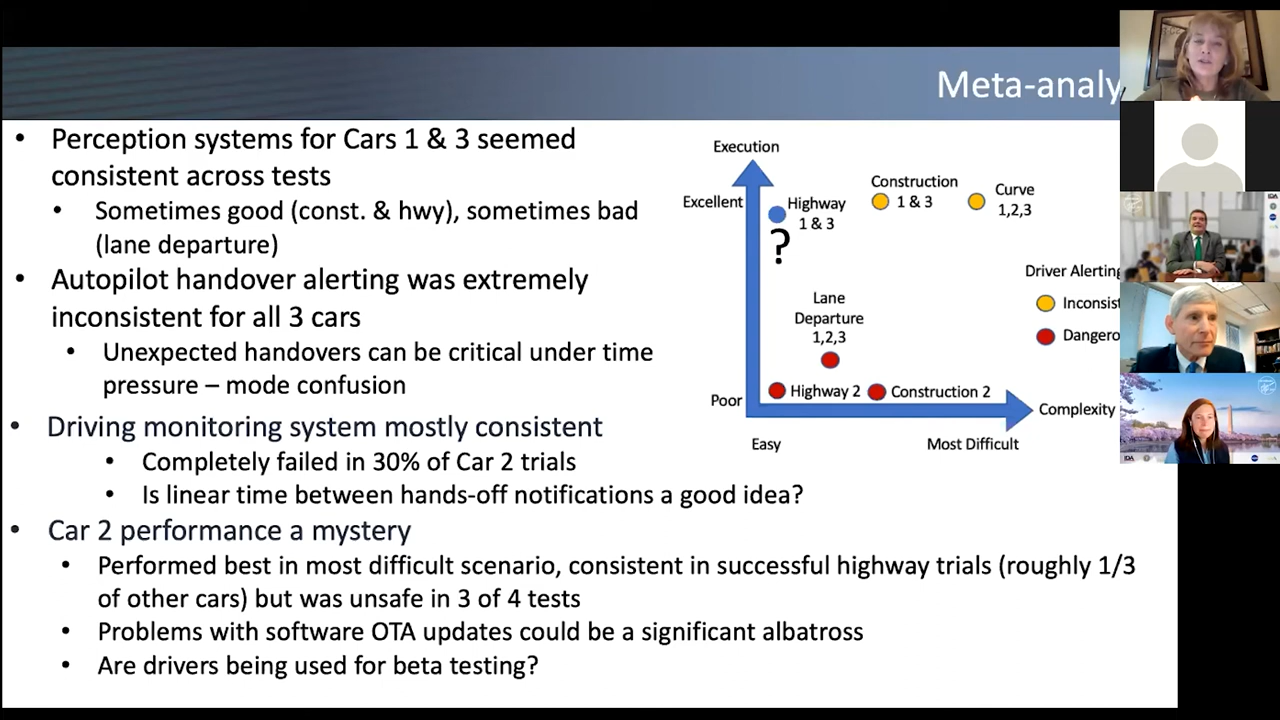 Meta-analy
• Perception systems for Cars 1 & 3 seemed
consistent across tests
• Sometimes good (const. & hwy), sometimes bad
(lane departure)
• Autopilot handover alerting was extremely
inconsistent for all 3 cars
• Unexpected handovers can be critical under time
pressure – mode confusion
• Driving monitoring system mostly consistent
• Completely failed in 30% of Car 2 trials
• Is linear time between hands-off notifications a good idea?
• Car 2 performance a mystery
• Performed best in most difficult scenario, consistent in successful highway trials (roughly 1/3
of other cars) but was unsafe in 3 of 4 tests
• Problems with software OTA updates could be a significant albatross
• Are drivers being used for beta testing?
Execution
Excellent
Highway
1 & 3
?
Construction
1 & 3
Curve
1,2,3
Driver Alerting
Inconsist
Dangero
Lane
Departure
1,2,3
Highway 2
Construction 2
Poor
Complexity
Easy
Most Difficult
IDA
IDA